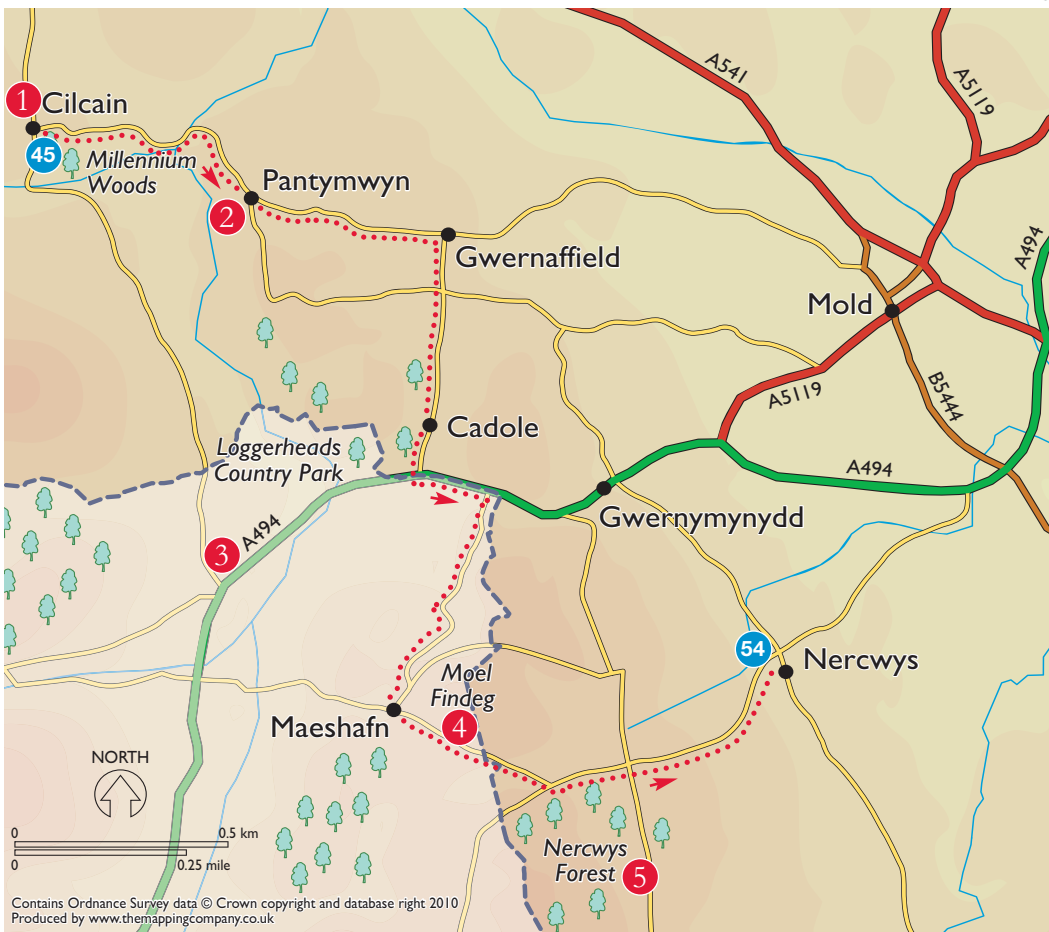 A541
A5119
1
Cilcain
45
Millennium
Woods
Pantymwyn
2
Gwernaffield
A494
Mold
A5119
B5444
Cadole
Loggerheads
Country Park
A494
Gwernymynydd
A494
3
54
Nercwys
Moel
Findeg
4
Maeshafn
NORTH
0
0.5 km
0
0.25 mile
Nercwys
Forest
5
Contains Ordnance Survey data © Crown copyright and database right 2010
Produced by www.themappingcompany.co.uk